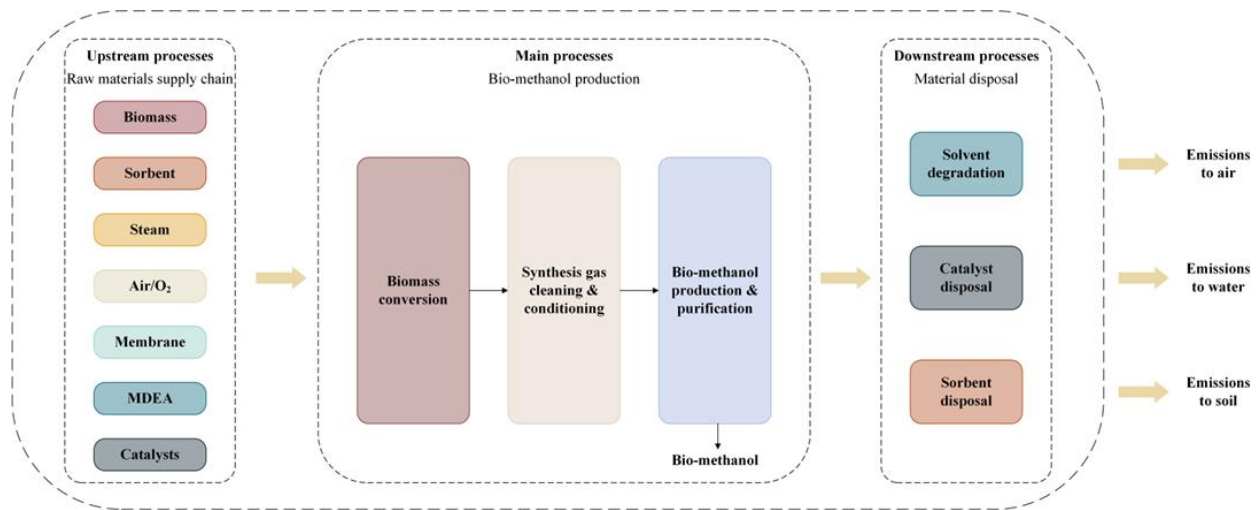 Upstream processes
Raw materials supply chain
Biomass
Sorbent
Steam
Air/O₂
Membrane
MDEA
Catalysts
Main processes
Bio-methanol production
Biomass
conversion
Synthesis gas
cleaning &
conditioning
Bio-methanol
production &
purification
Bio-methanol
Downstream processes
Material disposal
Solvent
degradation
Catalyst
disposal
Sorbent
disposal
Emissions
to air
Emissions
to water
Emissions
to soil